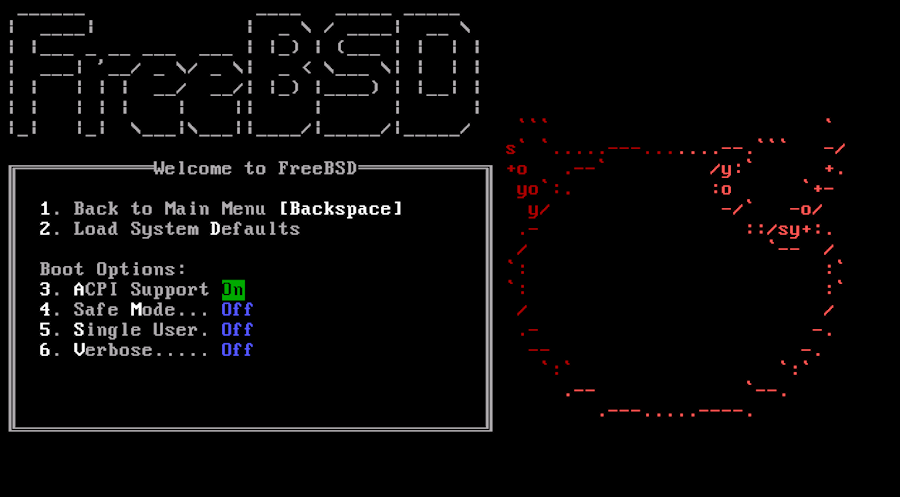 FreeBSD
Welcome to FreeBSD
1. Back to Main Menu [Backspace]
2. Load System Defaults
Boot Options:
3. ACPI Support On
4. Safe Mode... Off
5. Single User. Off
6. Verbose..... Off